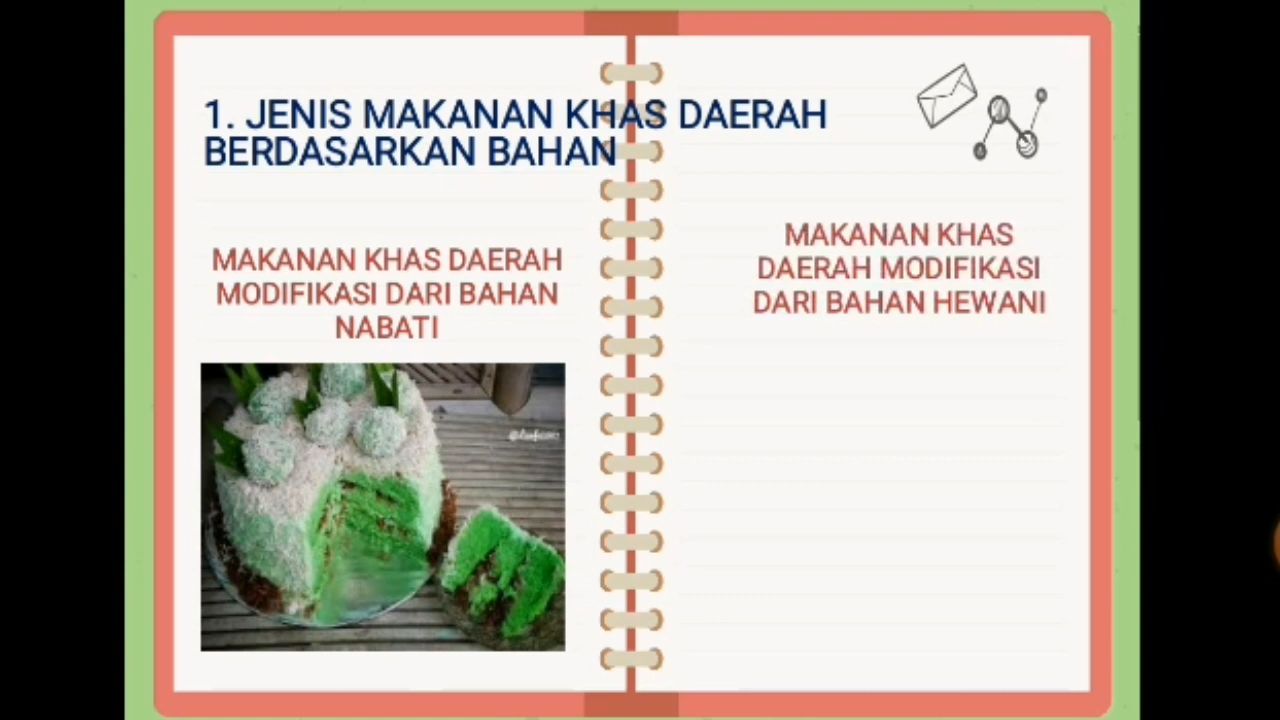 1. JENIS MAKANAN KHAS DAERAH
BERDASARKAN BAHAN
MAKANAN KHAS DAERAH
MODIFIKASI DARI BAHAN
NABATI
MAKANAN KHAS
DAERAH MODIFIKASI
DARI BAHAN HEWANI